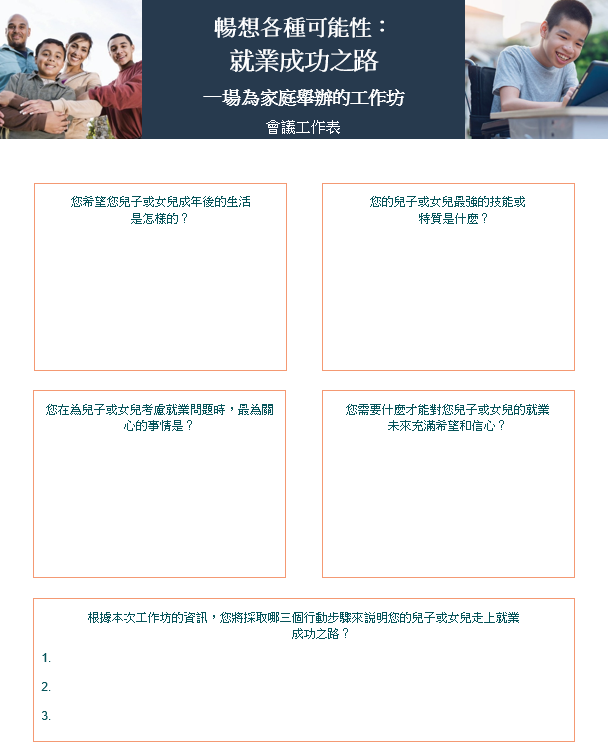 暢想各種可能性：
就業成功之路
一場為家庭舉辦的工作坊
會議工作表
您希望您兒子或女兒成年後的生活
是怎樣的？
您的兒子或女兒最強的技能或
特質是什麼？
您在為兒子或女兒考慮就業問題時，最為關
心的事情是？
您需要什麼才能對您兒子或女兒的就業
未來充滿希望和信心？
根據本次工作坊的資訊，您將採取哪三個行動步驟來説明您的兒子或女兒走上就業
成功之路？
1.
2.
3.